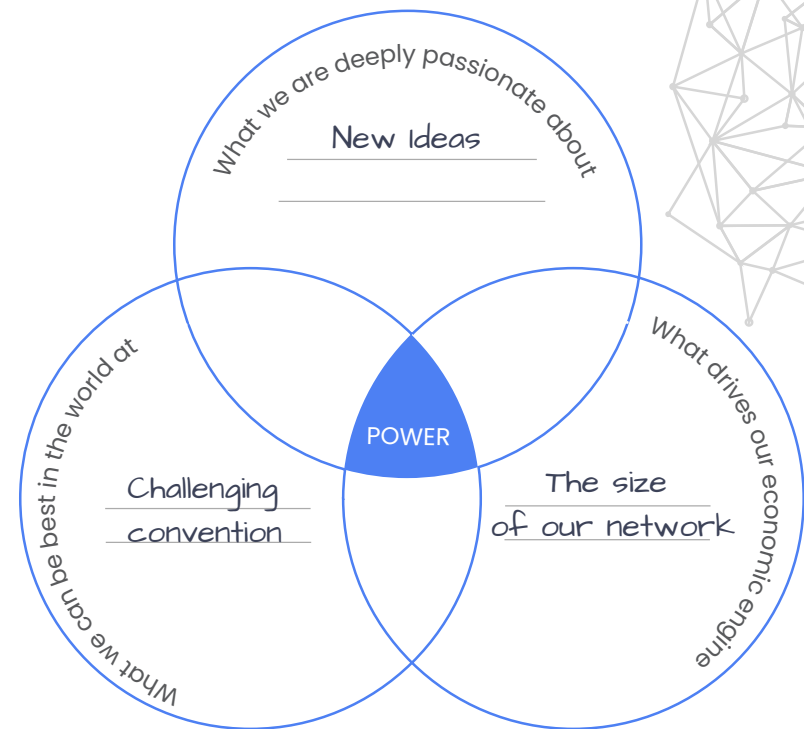 What we are deeply passionate about
New Ideas
What we can be best in the world at
What drives our economic engine
POWER
Challenging
convention
The size
of our network